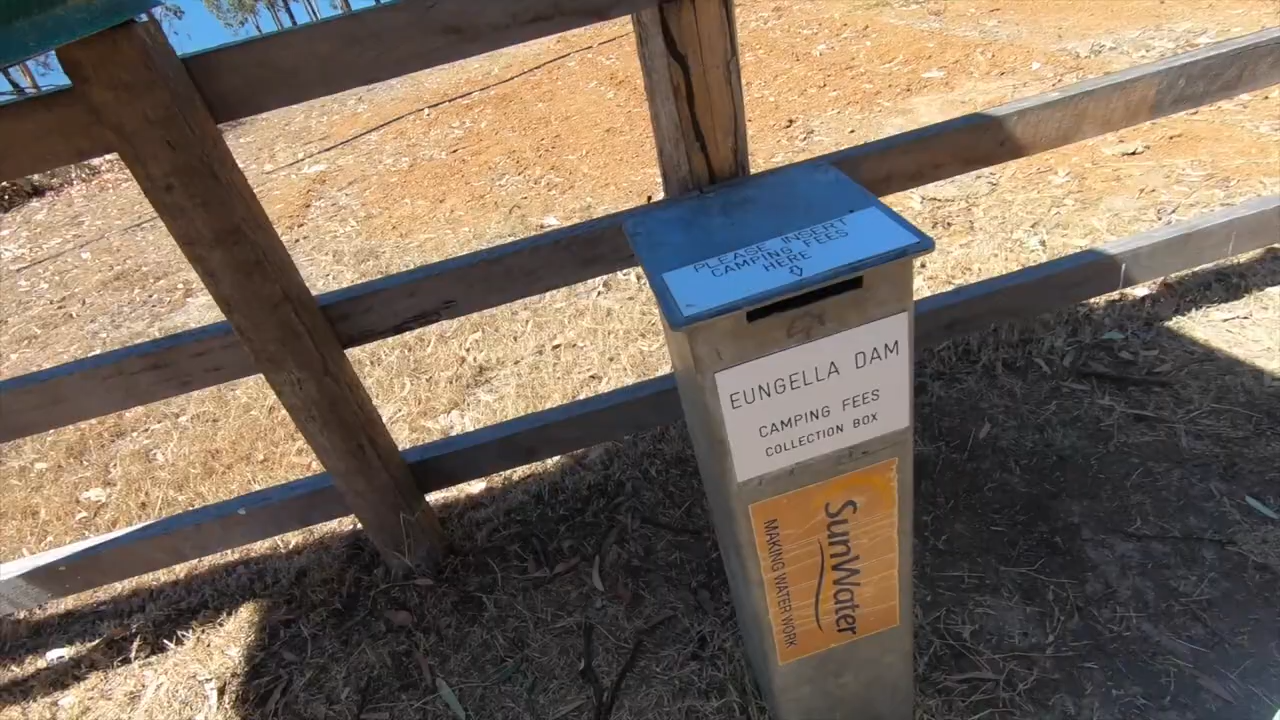 PLEASE INSERT
CAMPING FEES
HERE
EUNGELLA DAM
CAMPING FEES
COLLECTION BOX
SunWater
MAKING WATER WORK